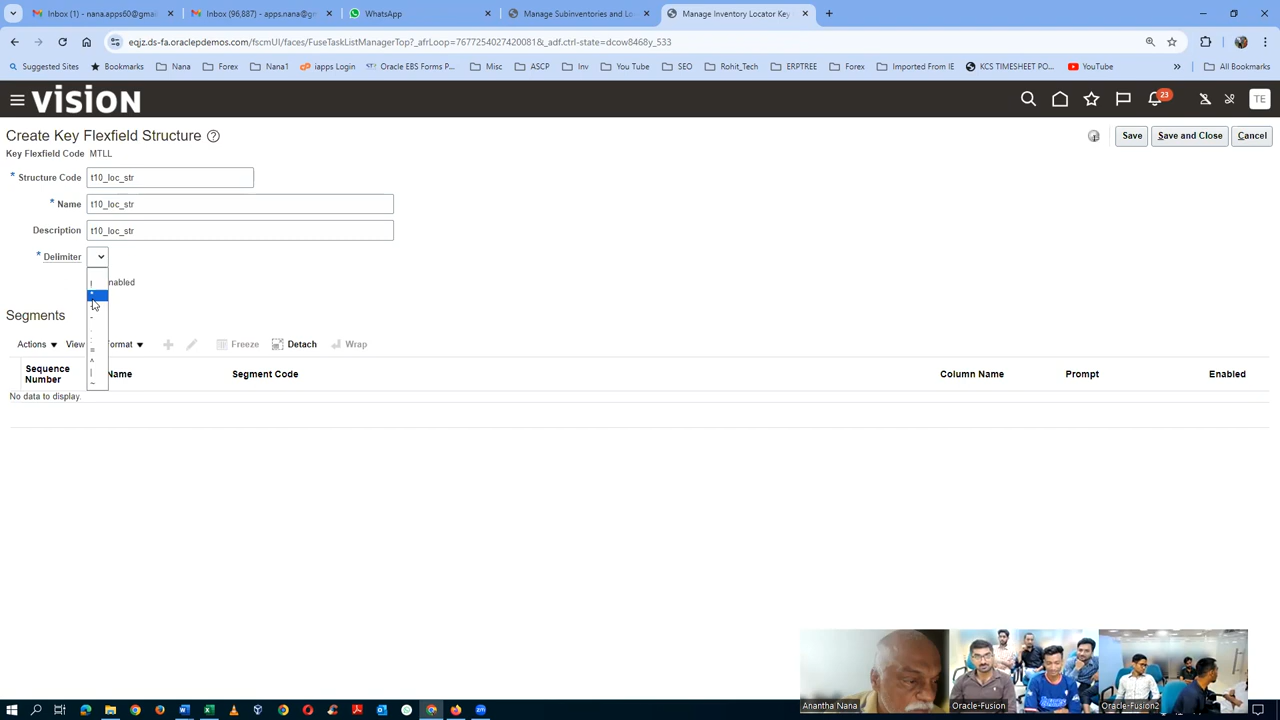 Inbox (1) - nana.apps60@gmail
Inbox (96,887) - apps.nana@gm
WhatsApp
Manage Subinventories and Lo
Manage Inventory Locator Key
eqjz.ds-fa.oraclepdemos.com/fscmUI/faces/FuseTaskListManagerTop?_afrLoop=7677254027420081&_adf.ctrl-state=dcow8468y_533
Suggested Sites
Bookmarks
Nana
Forex
Nana1
iapps Login
Oracle EBS Forms P...
Misc
ASCP
Inv
You Tube
SEO
Rohit_Tech
ERPTREE
Forex
Imported From IE
KCS TIMESHEET PO...
YouTube
All Bookmarks
vision
23
TE
Create Key Flexfield Structure
Key Flexfield Code MTLL
Save
Save and Close
Cancel
* Structure Code t10_loc_str
* Name t10_loc_str
Description t10_loc_str
* Delimiter
nabled
Segments
Actions
View
ormat
Freeze
Detach
Wrap
Sequence Number
Name
Segment Code
Column Name
Prompt
Enabled
No data to display.
Ananatha Nana
Oracle-Fusion
Oracle-Fusion2